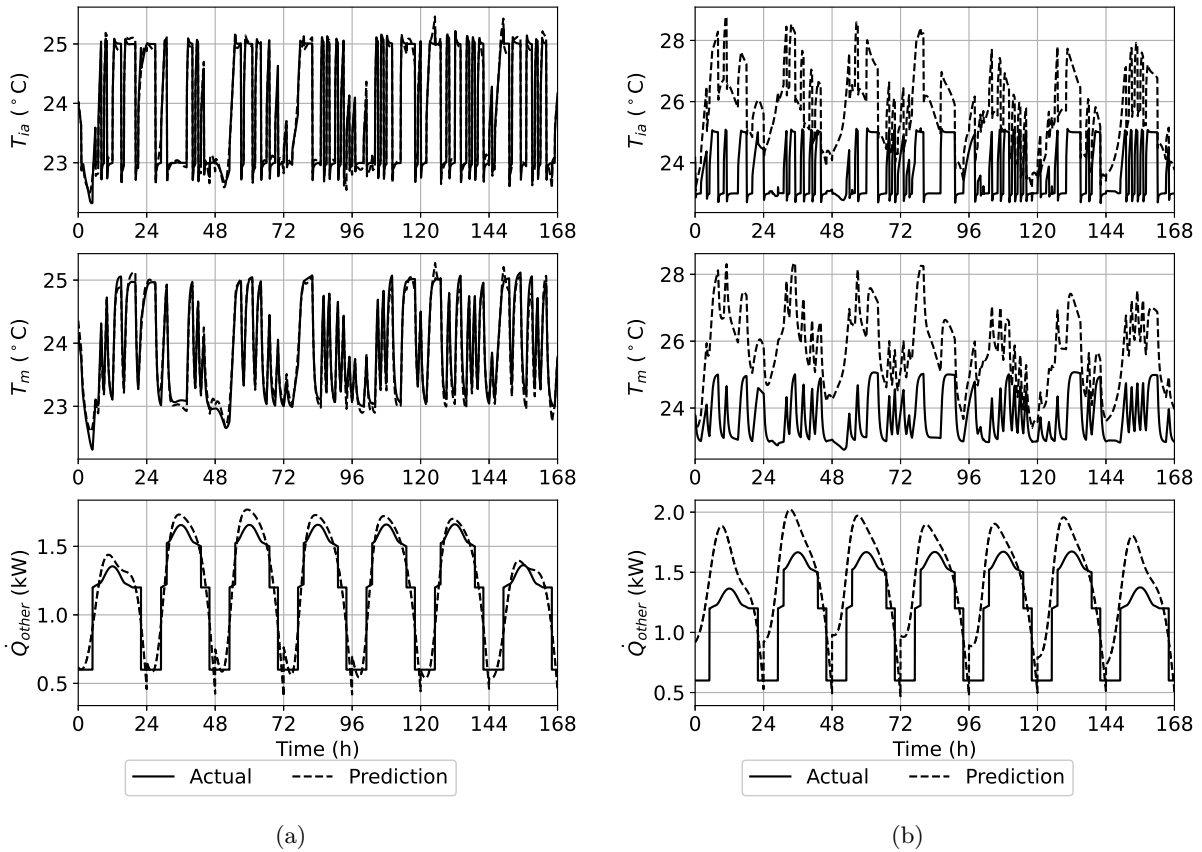 25
24
23
T_ia (°C)
0 24 48 72 96 120 144 168
25
24
23
T_m (°C)
0 24 48 72 96 120 144 168
1.5
1.0
0.5
Q̇_other (kW)
0 24 48 72 96 120 144 168
Time (h)
Actual Prediction
(a)
28
26
24
T_ia (°C)
0 24 48 72 96 120 144 168
28
26
24
T_m (°C)
0 24 48 72 96 120 144 168
2.0
1.5
1.0
0.5
Q̇_other (kW)
0 24 48 72 96 120 144 168
Time (h)
Actual Prediction
(b)